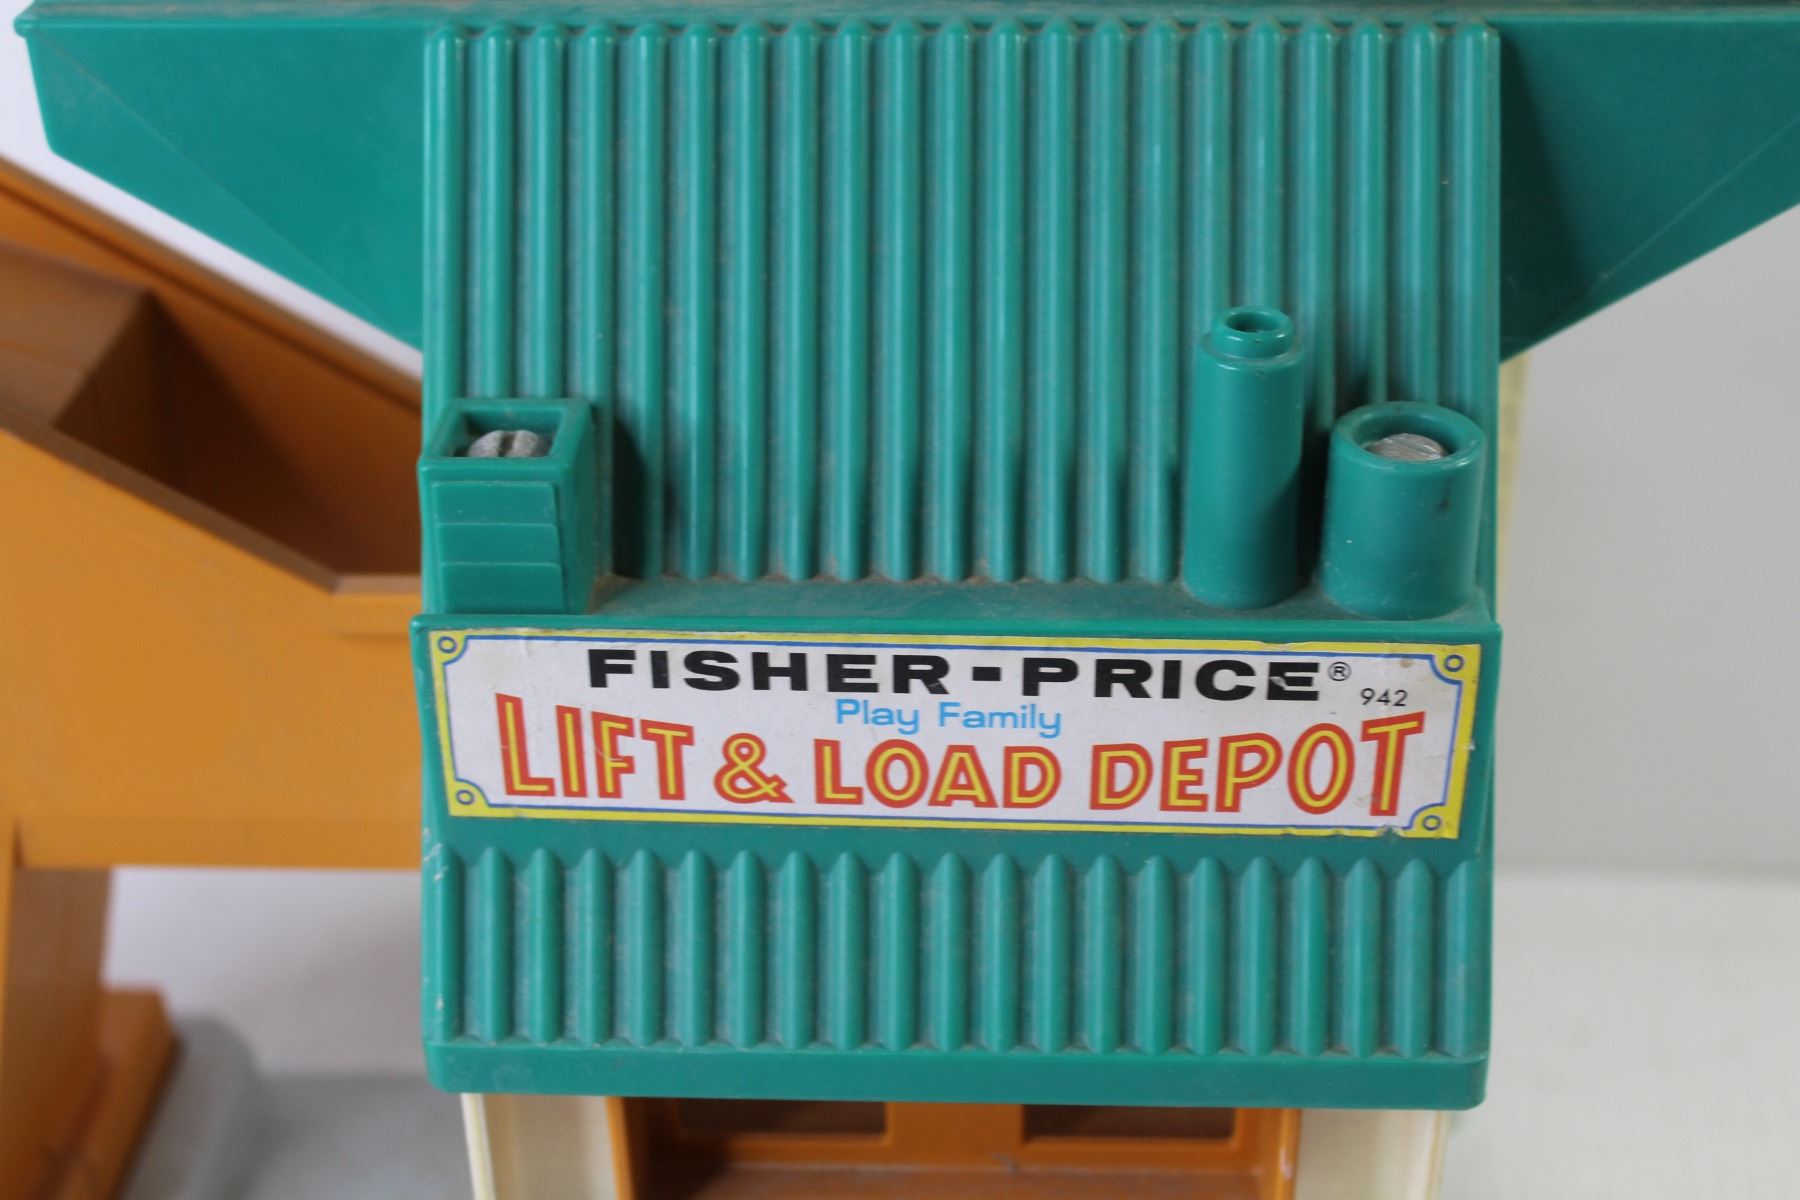 FISHER-PRICE® 942
Play Family
LIFT & LOAD DEPOT